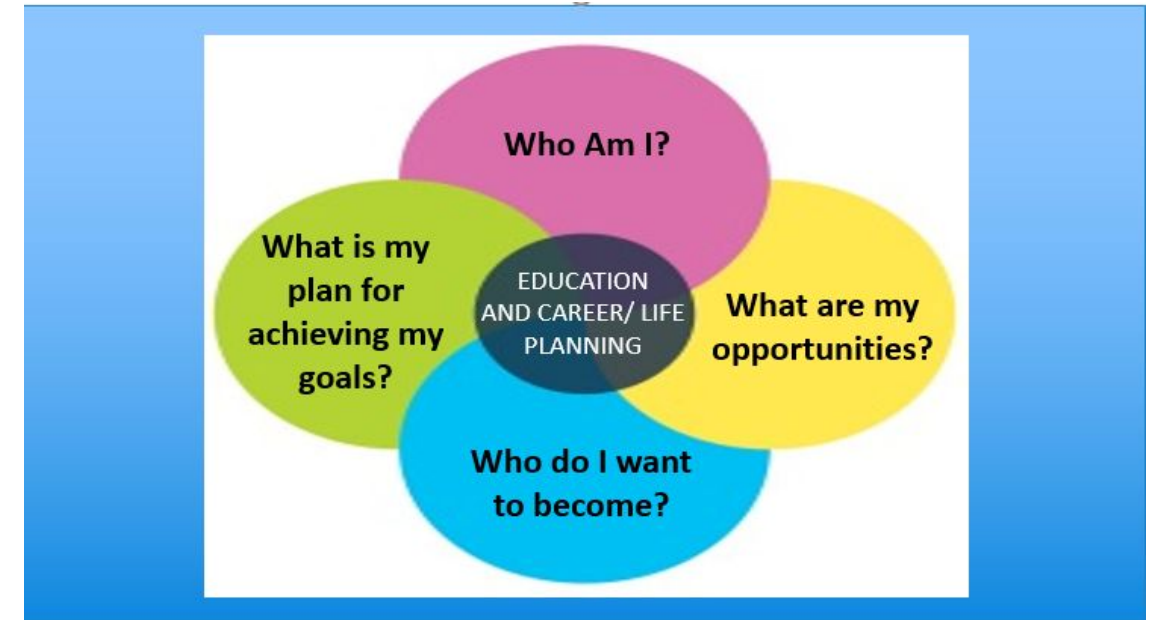 Who Am I?
What is my
plan for
achieving my
goals?
EDUCATION
AND CAREER/ LIFE
PLANNING
What are my
opportunities?
Who do I want
to become?